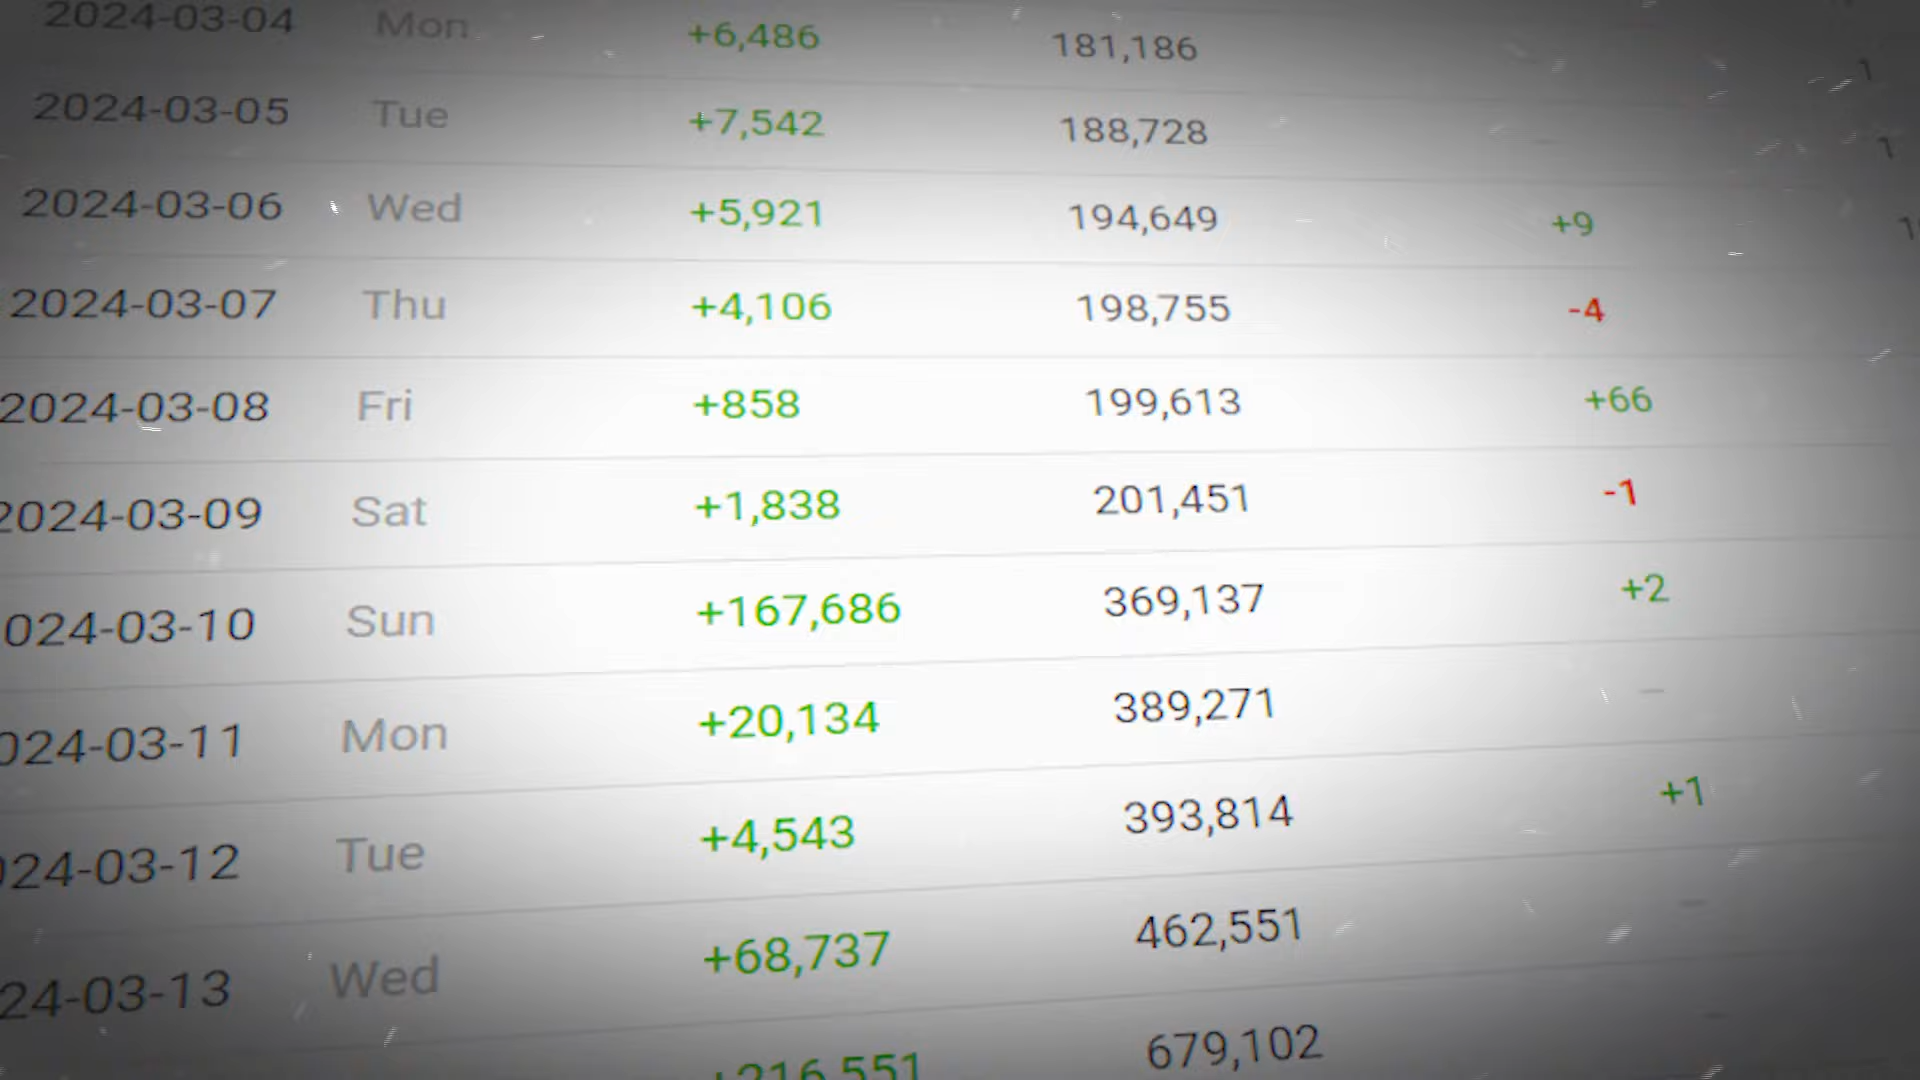 2024-03-04 Mon +6,486 181,186 1
2024-03-05 Tue +7,542 188,728 1
2024-03-06 Wed +5,921 194,649 +9
2024-03-07 Thu +4,106 198,755 -4
2024-03-08 Fri +858 199,613 +66
2024-03-09 Sat +1,838 201,451 -1
024-03-10 Sun +167,686 369,137 +2
024-03-11 Mon +20,134 389,271 –
024-03-12 Tue +4,543 393,814 +1
24-03-13 Wed +68,737 462,551 –
+216,551 679,102 –